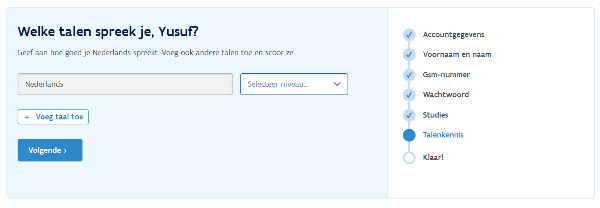 Welke talen spreek je, Yusuf?
Geef aan hoe goed je Nederlands spreekt. Voeg ook andere talen toe en scoor ze
Nederlands
Selecteer niveau...
+ Voeg taal toe
Volgende ›
Accountgegevens
Voornaam en naam
Gsm-nummer
Wachtwoord
Studies
Talenkennis
Klaar!